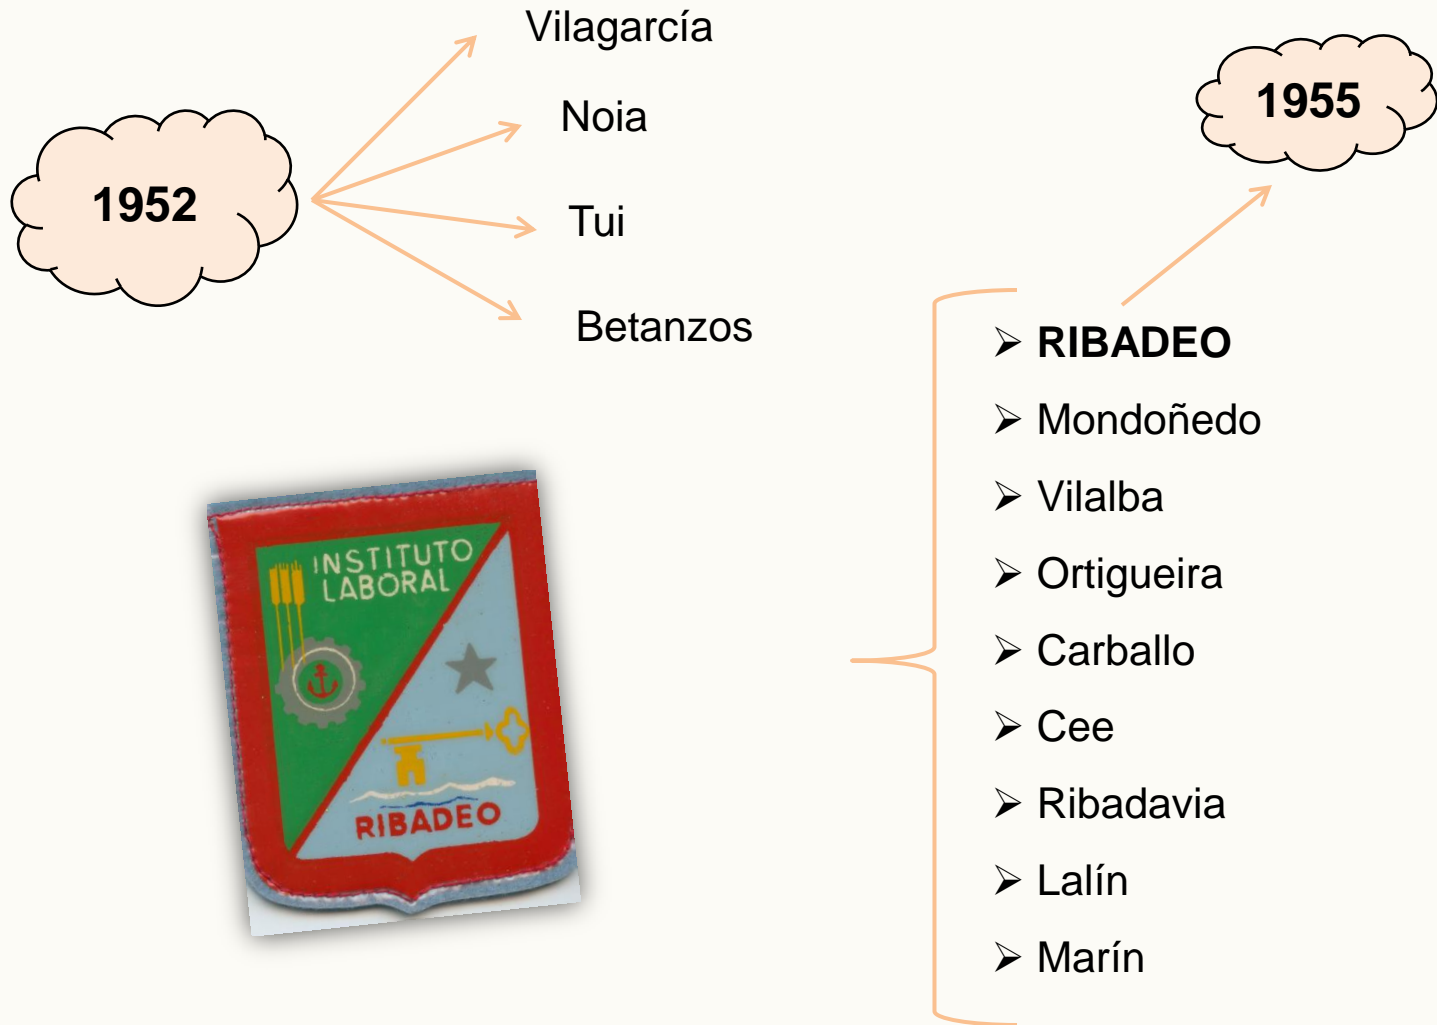 1952
Vilagarcía
Noia
Tui
Betanzos
1955
RIBADEO
Mondoñedo
Vilalba
Ortigueira
Carballo
Cee
Ribadavia
Lalín
Marín
INSTITUTO
LABORAL
RIBADEO